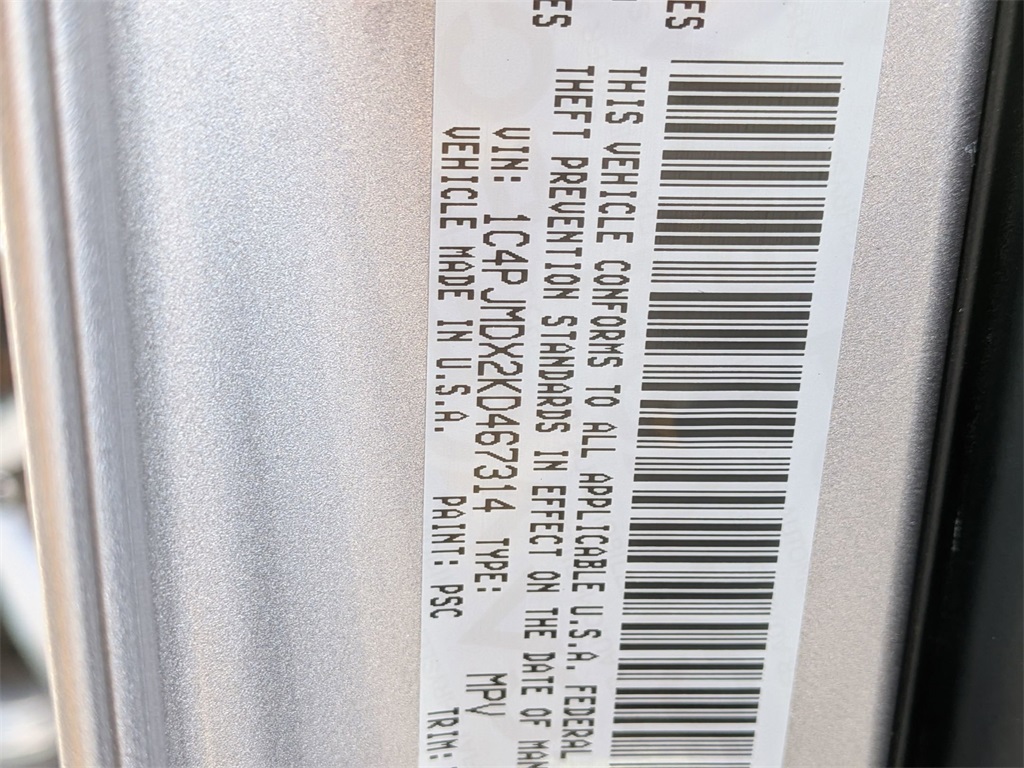 ES
ES
THIS VEHICLE CONFORMS TO ALL APPLICABLE U.S.A. FEDERAL
THEFT PREVENTION STANDARDS IN EFFECT ON THE DATE OF MAN
VIN: 1C4PJMDX2KD467314 TYPE: MPV
VEHICLE MADE IN U.S.A. PAINT: PSC TRIM: